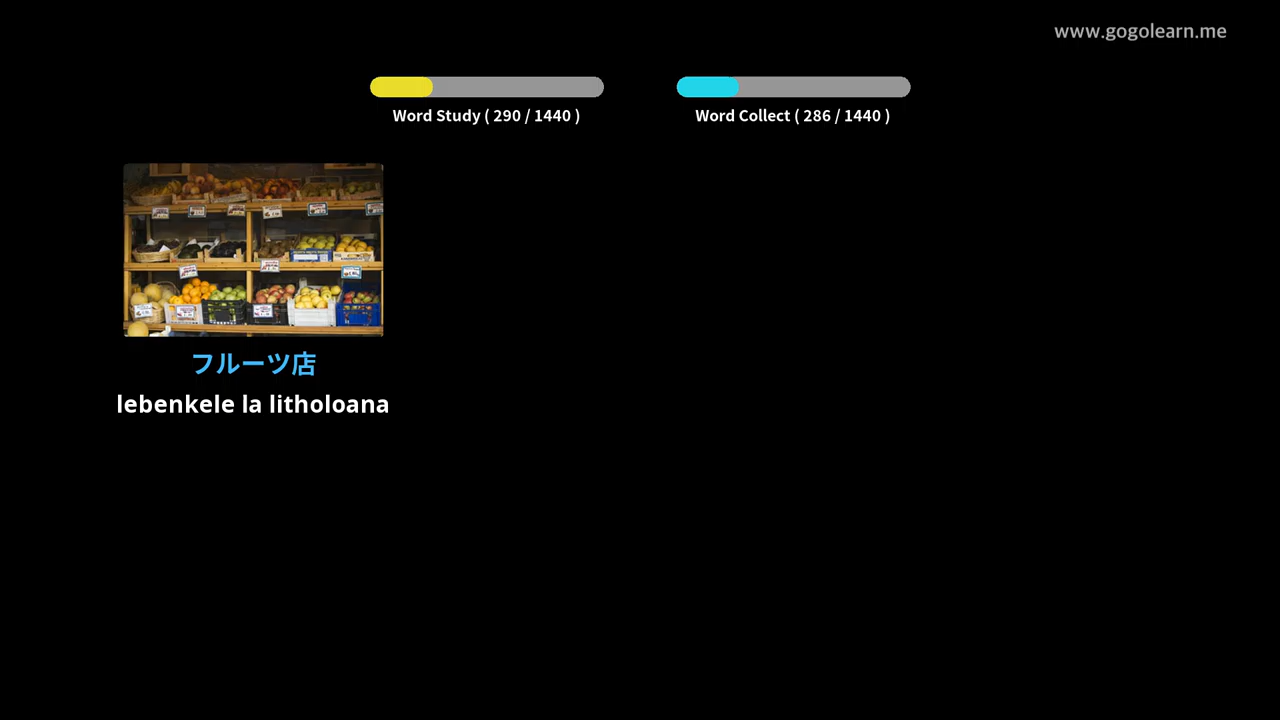 www.gogolearn.me
Word Study ( 290 / 1440 )
Word Collect ( 286 / 1440 )
フルーツ店
lebenkele la litholoana